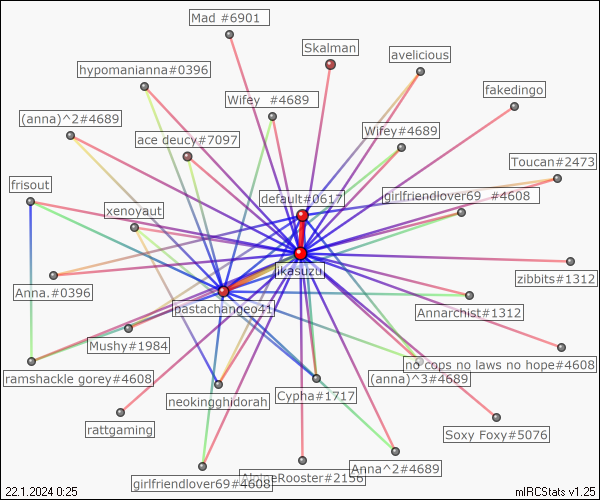 Mad #6901
Skalman
avelicious
hypomanianna#0396
fakedingo
Wifey #4689
(anna)^2#4689
Wifey#4689
ace deucy#7097
Toucan#2473
frisout
default#0617
girlfriendlover69 #4608
xenoyaut
likasuzu
zibbits#1312
Anna.#0396
pastachangeo41
Annarchist#1312
Mushy#1984
no cops no laws no hope#4608
ramshackle gorey#4608
(anna)^3#4689
neokingghidorah
Cypha#1717
rattgaming
Soxy Foxy#5076
Anna^2#4689
AlpineRooster#2156
girlfriendlover69#4608
22.1.2024 0:25
mIRCStats v1.25